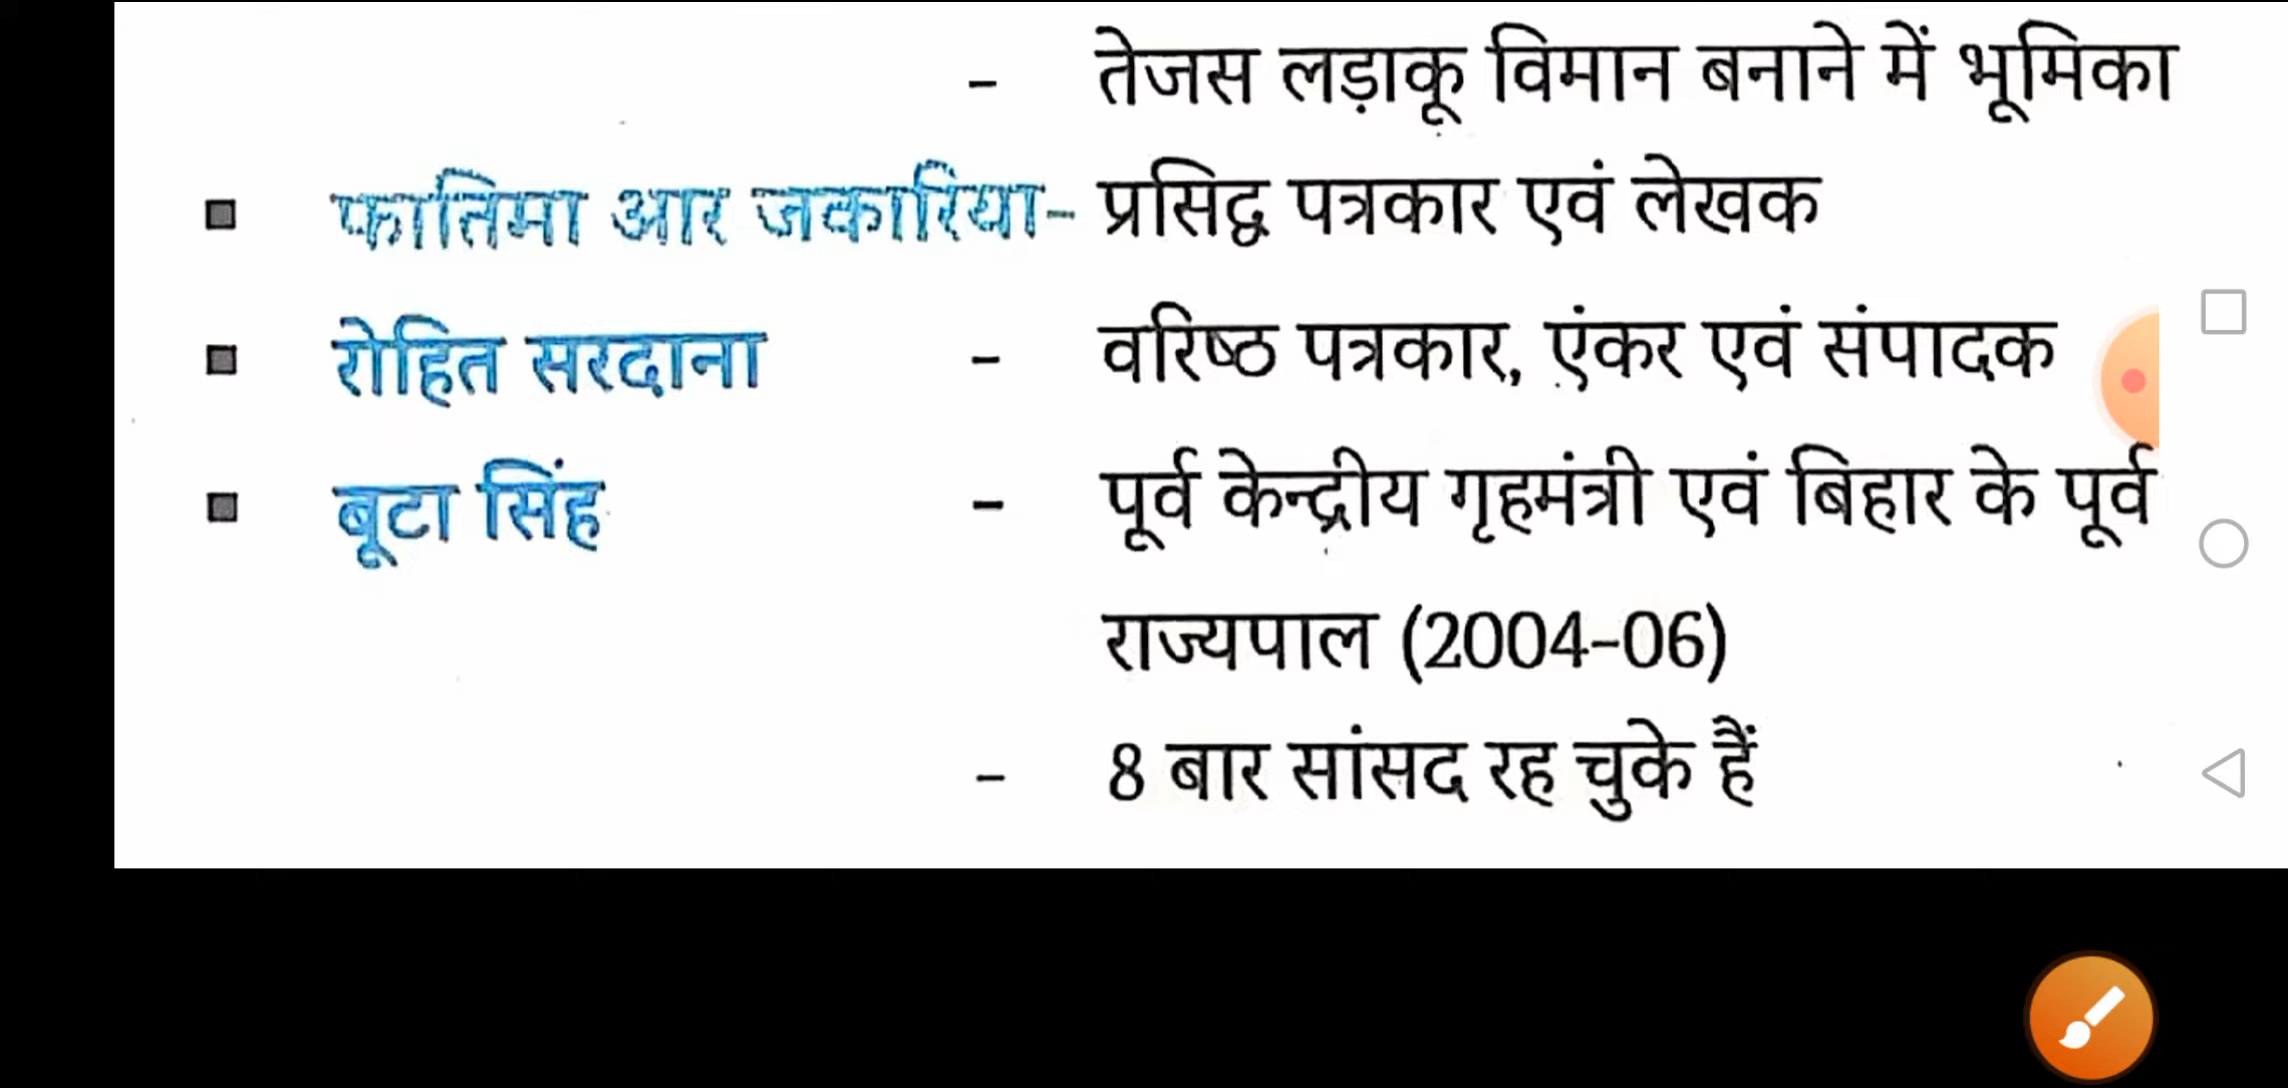 - तेजस लड़ाकू विमान बनाने में भूमिका
▪ फातिमा आर जकारिया- प्रसिद्ध पत्रकार एवं लेखक
▪ रोहित सरदाना - वरिष्ठ पत्रकार, एंकर एवं संपादक
▪ बूटा सिंह - पूर्व केन्द्रीय गृहमंत्री एवं बिहार के पूर्व
राज्यपाल (2004-06)
- 8 बार सांसद रह चुके हैं